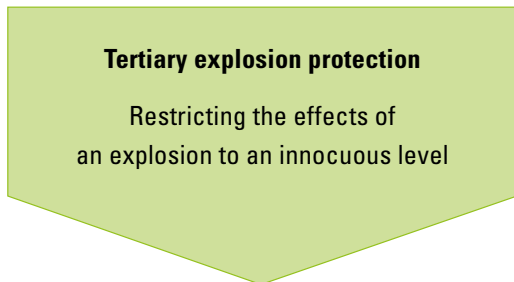 Tertiary explosion protection
Restricting the effects of
an explosion to an innocuous level